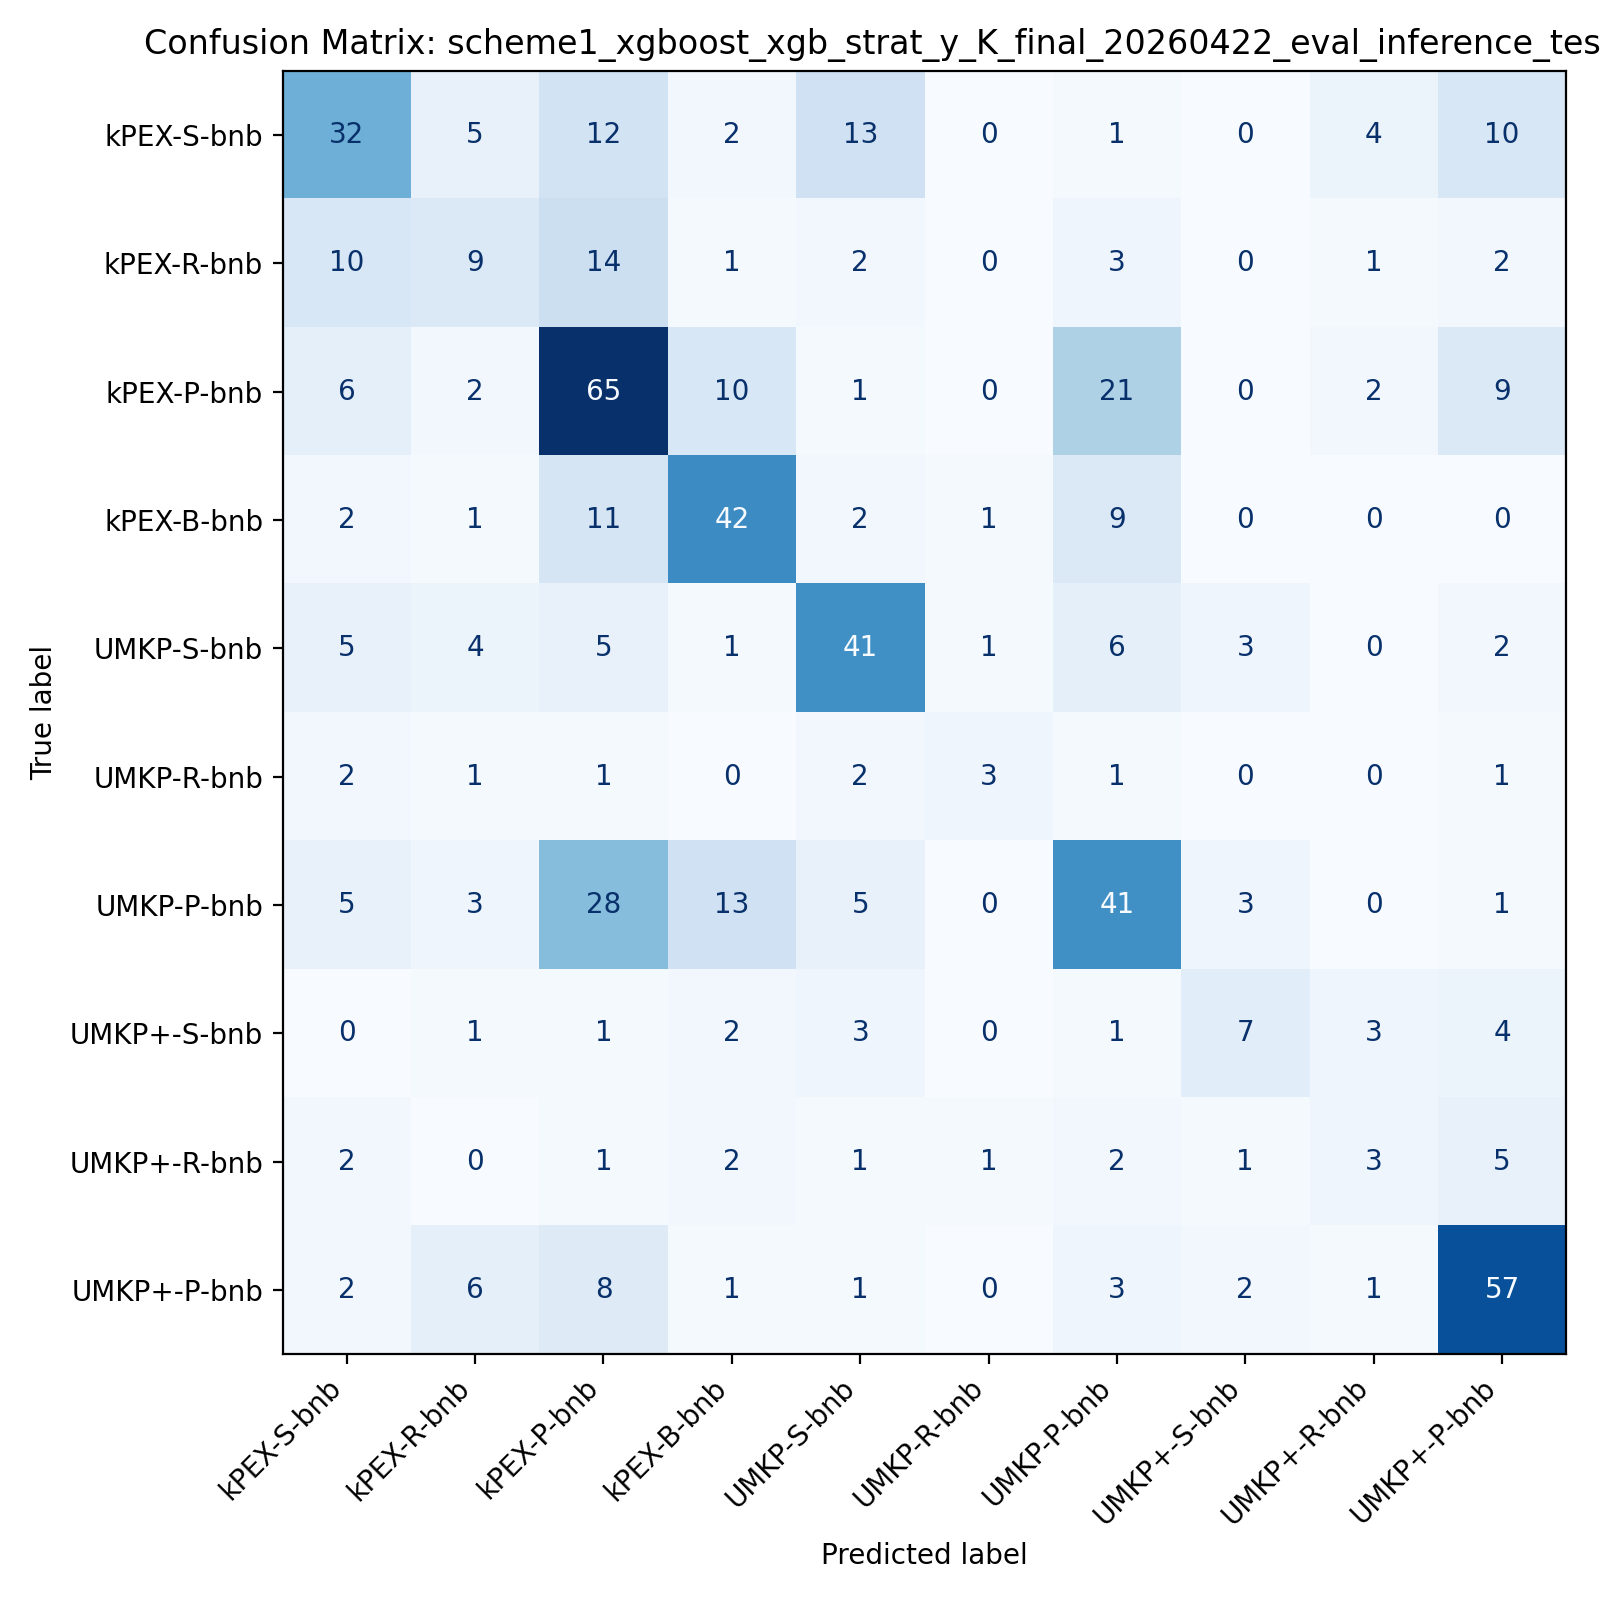 Confusion Matrix: scheme1_xgboost_xgb_strat_y_K_final_20260422_eval_inference_tes
kPEX-S-bnb 32 5 12 2 13 0 1 0 4 10
kPEX-R-bnb 10 9 14 1 2 0 3 0 1 2
kPEX-P-bnb 6 2 65 10 1 0 21 0 2 9
kPEX-B-bnb 2 1 11 42 2 1 9 0 0 0
UMKP-S-bnb 5 4 5 1 41 1 6 3 0 2
UMKP-R-bnb 2 1 1 0 2 3 1 0 0 1
UMKP-P-bnb 5 3 28 13 5 0 41 3 0 1
UMKP+-S-bnb 0 1 1 2 3 0 1 7 3 4
UMKP+-R-bnb 2 0 1 2 1 1 2 1 3 5
UMKP+-P-bnb 2 6 8 1 1 0 3 2 1 57
True label
kPEX-S-bnb kPEX-R-bnb kPEX-P-bnb kPEX-B-bnb UMKP-S-bnb UMKP-R-bnb UMKP-P-bnb UMKP+-S-bnb UMKP+-R-bnb UMKP+-P-bnb
Predicted label